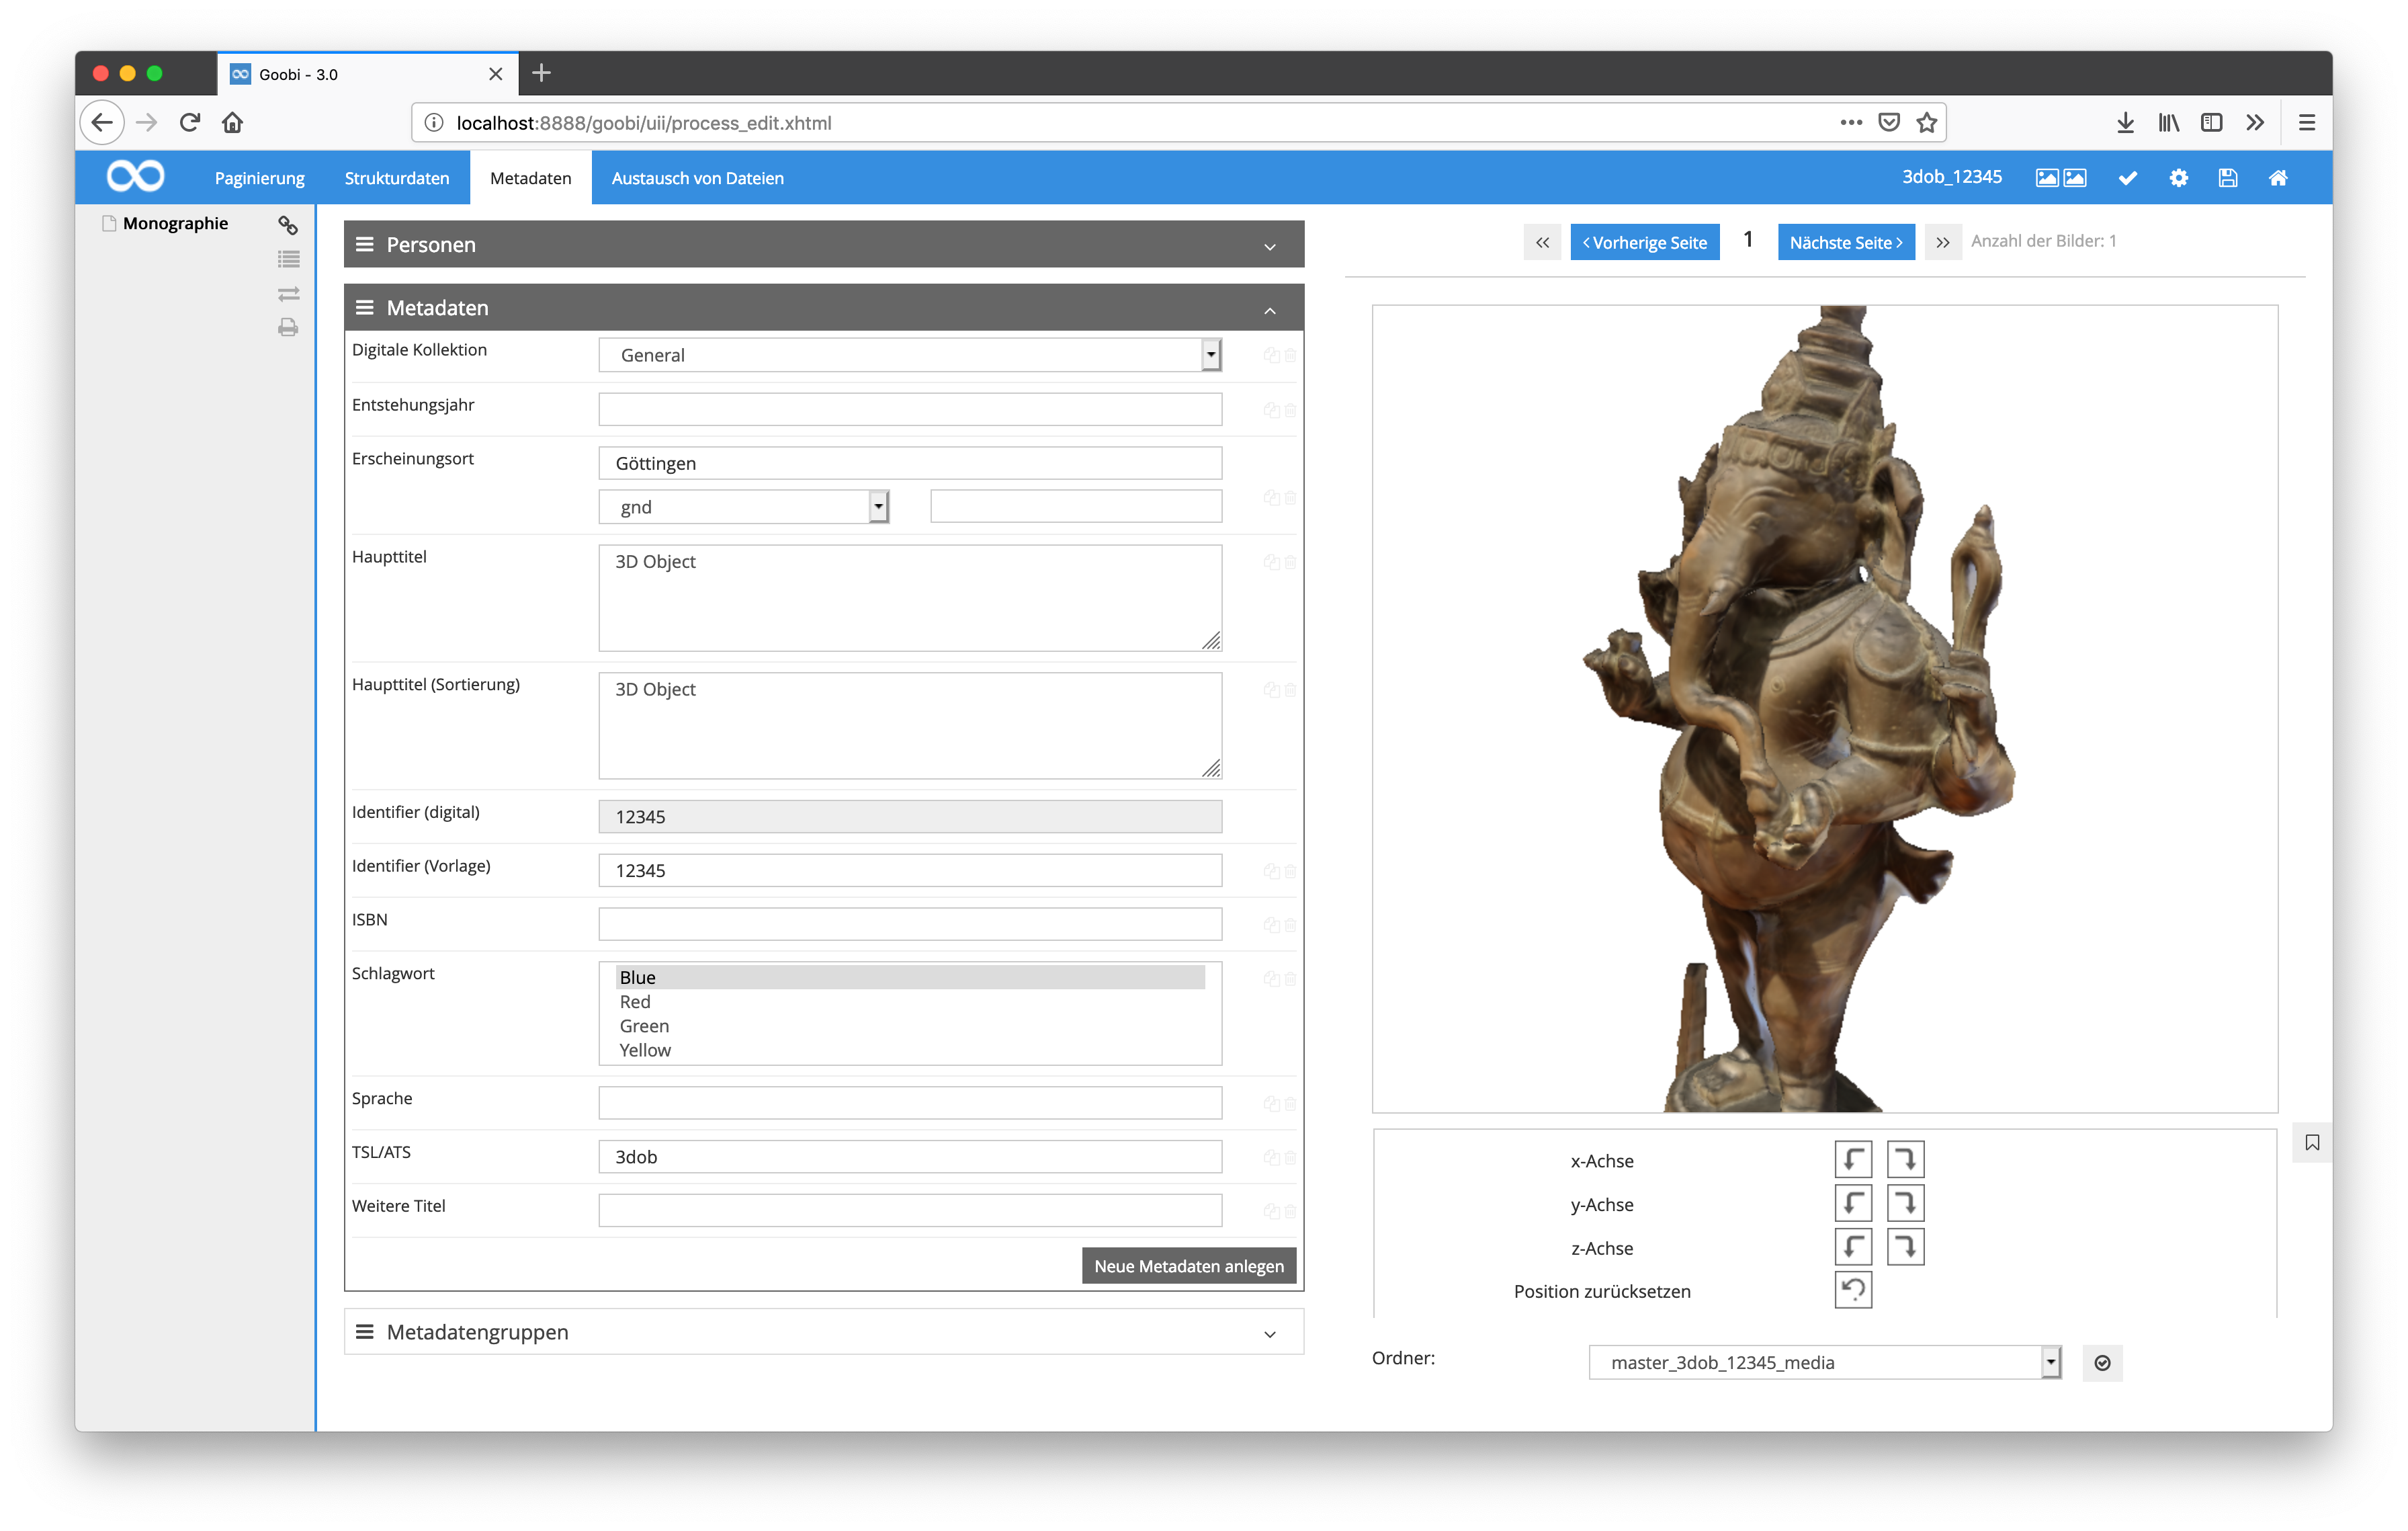 Goobi - 3.0
localhost:8888/goobi/uii/process_edit.xhtml
Paginierung
Strukturdaten
Metadaten
Austausch von Dateien
3dob_12345
Monographie
Personen
Metadaten
Digitale Kollektion
General
Entstehungsjahr
Erscheinungsort
Göttingen
gnd
Haupttitel
3D Object
Haupttitel (Sortierung)
3D Object
Identifier (digital)
12345
Identifier (Vorlage)
12345
ISBN
Schlagwort
Blue
Red
Green
Yellow
Sprache
TSL/ATS
3dob
Weitere Titel
Neue Metadaten anlegen
Metadatengruppen
Vorherige Seite
1
Nächste Seite
Anzahl der Bilder: 1
x-Achse
y-Achse
z-Achse
Position zurücksetzen
Ordner:
master_3dob_12345_media